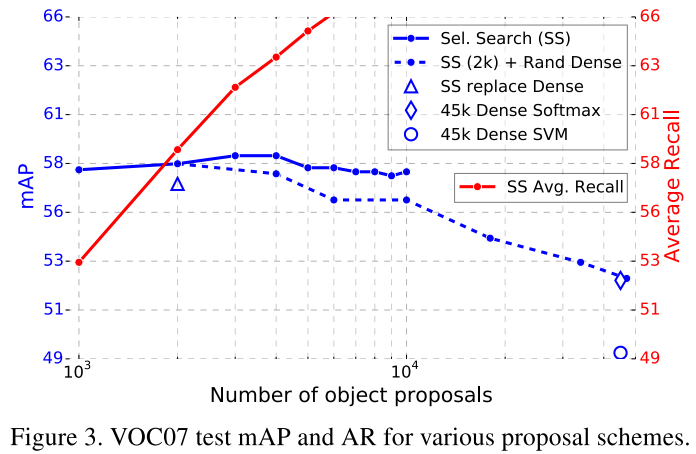 66
63
61
58
56
53
51
49
mAP
66
63
61
58
56
53
51
49
Average Recall
Sel. Search (SS)
SS (2k) + Rand Dense
SS replace Dense
45k Dense Softmax
45k Dense SVM
SS Avg. Recall
10³
10⁴
Number of object proposals
Figure 3. VOC07 test mAP and AR for various proposal schemes.